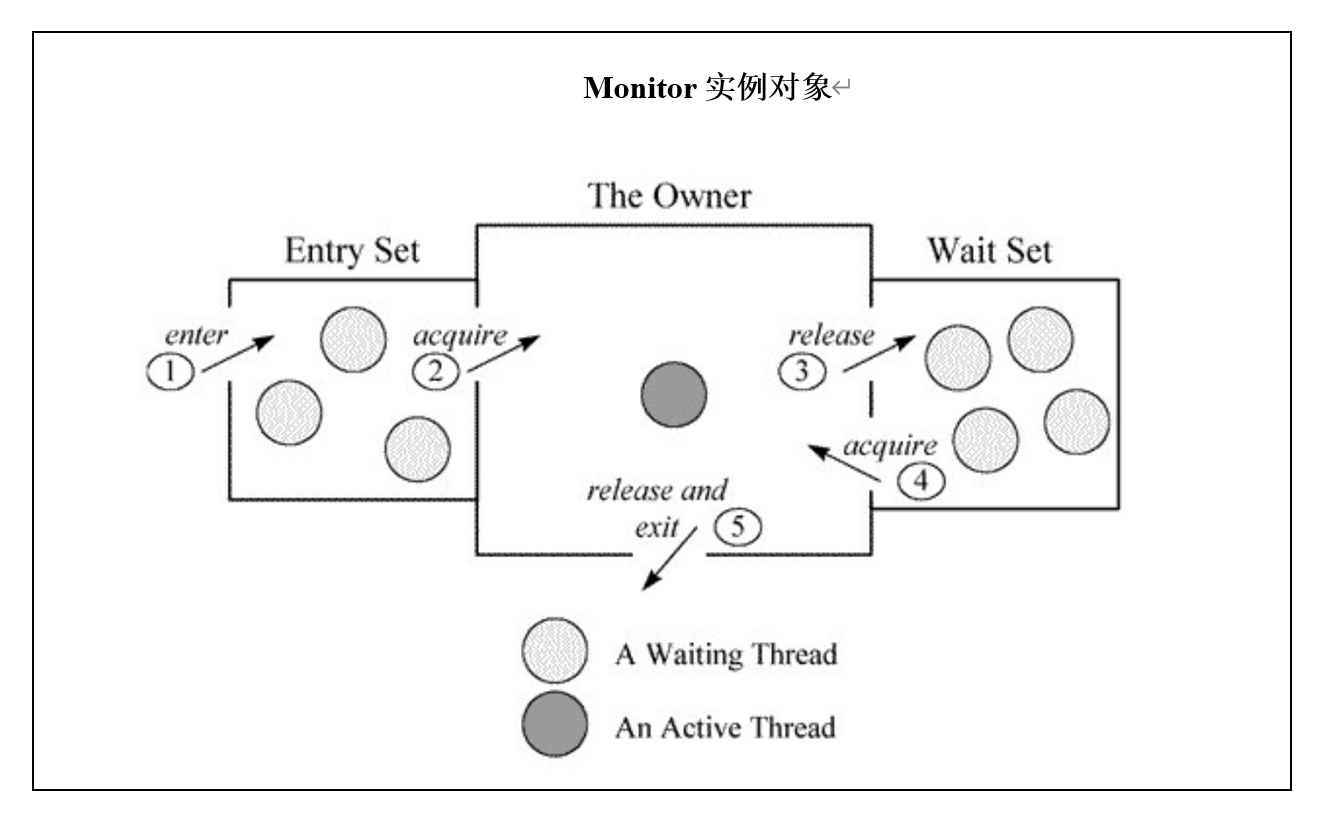 Monitor 实例对象↵
The Owner
Entry Set
Wait Set
enter
1
acquire
2
release
3
acquire
4
release and
exit
5
A Waiting Thread
An Active Thread